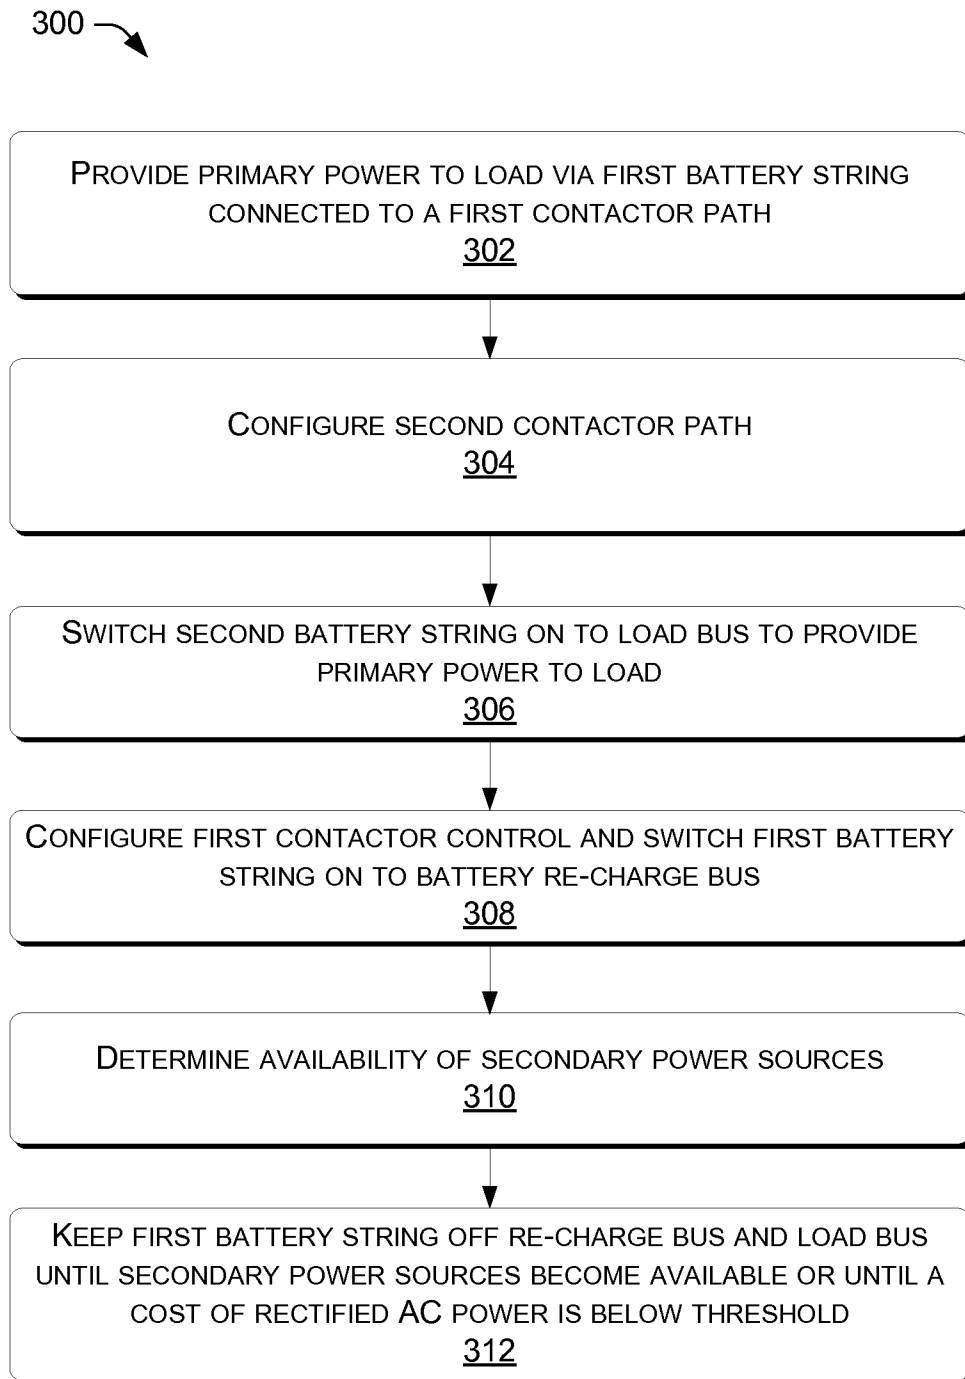 300
PROVIDE PRIMARY POWER TO LOAD VIA FIRST BATTERY STRING
CONNECTED TO A FIRST CONTACTOR PATH
302
CONFIGURE SECOND CONTACTOR PATH
304
SWITCH SECOND BATTERY STRING ON TO LOAD BUS TO PROVIDE
PRIMARY POWER TO LOAD
306
CONFIGURE FIRST CONTACTOR CONTROL AND SWITCH FIRST BATTERY
STRING ON TO BATTERY RE-CHARGE BUS
308
DETERMINE AVAILABILITY OF SECONDARY POWER SOURCES
310
KEEP FIRST BATTERY STRING OFF RE-CHARGE BUS AND LOAD BUS
UNTIL SECONDARY POWER SOURCES BECOME AVAILABLE OR UNTIL A
COST OF RECTIFIED AC POWER IS BELOW THRESHOLD
312